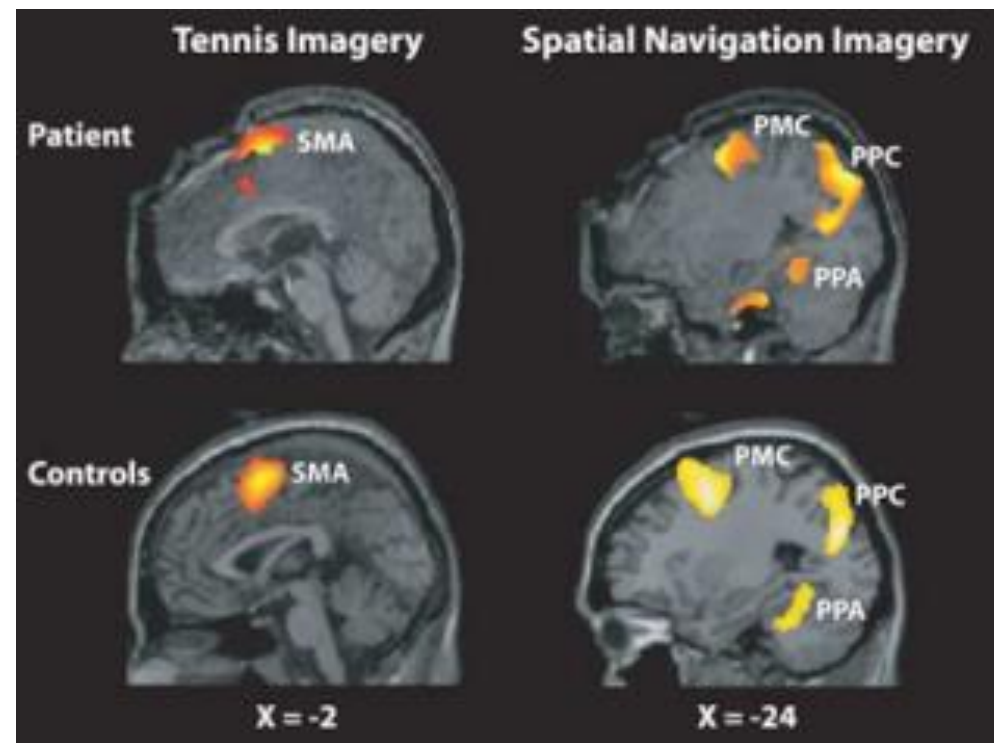 Tennis Imagery
Spatial Navigation Imagery
Patient
SMA
PMC
PPC
PPA
Controls
SMA
PMC
PPC
PPA
X = -2
X = -24